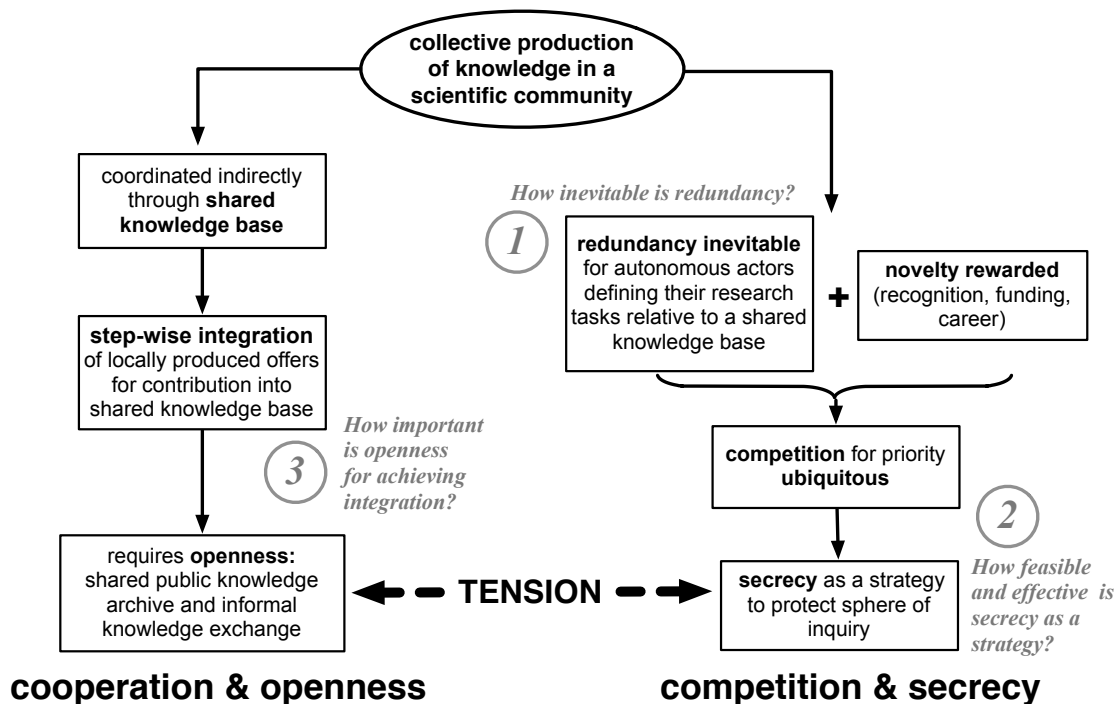 collective production
of knowledge in a
scientific community
coordinated indirectly
through shared
knowledge base
step-wise integration
of locally produced offers
for contribution into
shared knowledge base
How important
is openness
for achieving
integration?
3
requires openness:
shared public knowledge
archive and informal
knowledge exchange
How inevitable is redundancy?
1
redundancy inevitable
for autonomous actors
defining their research
tasks relative to a shared
knowledge base
+
novelty rewarded
(recognition, funding,
career)
competition for priority
ubiquitous
2
How feasible
and effective is
secrecy as a
strategy?
secrecy as a strategy
to protect sphere of
inquiry
TENSION
cooperation & openness
competition & secrecy